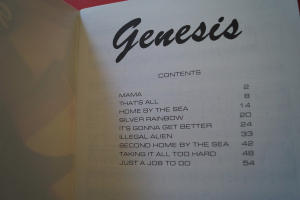 Genesis
CONTENTS
2
MAMA 8
THAT'S ALL 14
HOME BY THE SEA 20
SILVER RAINBOW 24
IT'S GONNA GET BETTER 33
ILLEGAL ALIEN 42
SECOND HOME BY THE SEA 48
TAKING IT ALL TOO HARD 54
JUST A JOB TO DO